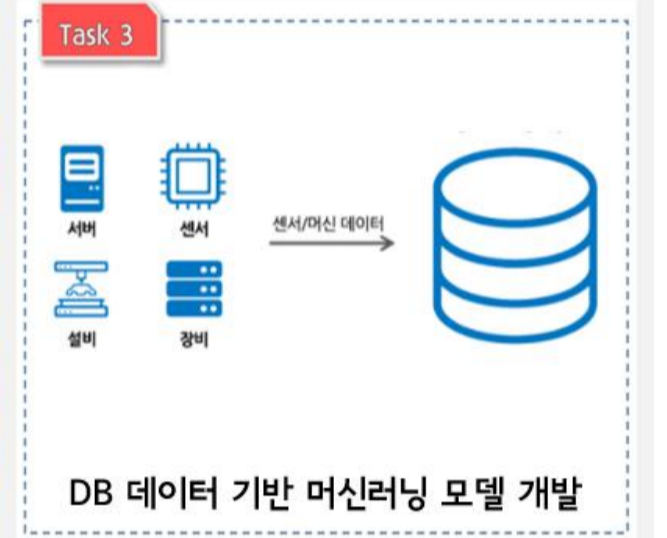 Task 3
서버
센서
센서/머신 데이터
설비
장비
DB 데이터 기반 머신러닝 모델 개발